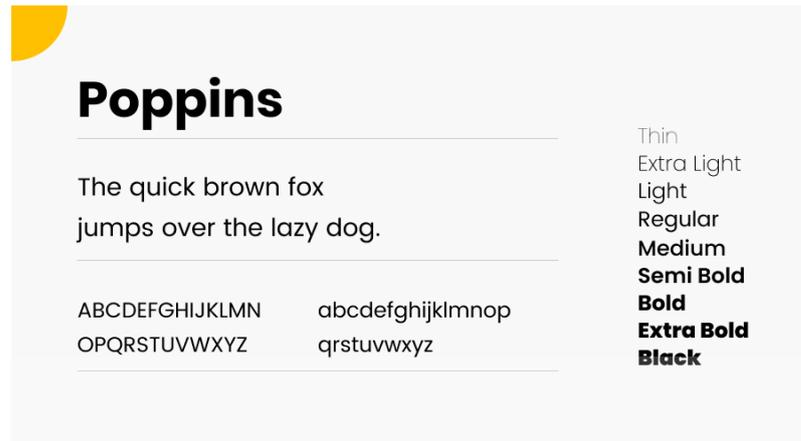 Poppins
The quick brown fox
jumps over the lazy dog.
ABCDEFGHIJKLMN
OPQRSTUVWXYZ
abcdefghijklmnop
qrstuvwxyz
Thin
Extra Light
Light
Regular
Medium
Semi Bold
Bold
Extra Bold
Black